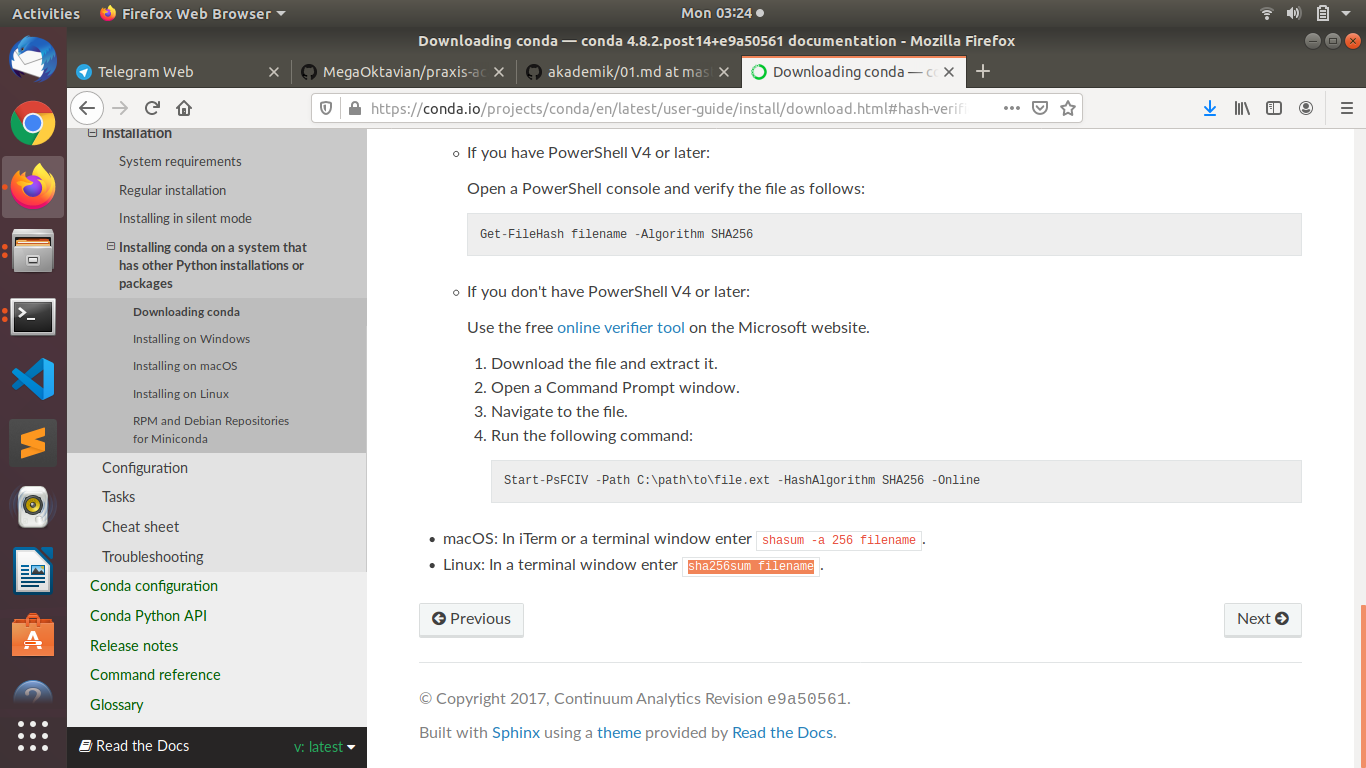 Activities
Firefox Web Browser
Mon 03:24
Downloading conda — conda 4.8.2.post14+e9a50561 documentation - Mozilla Firefox
Telegram Web
MegaOktavian/praxis-ac
akademik/01.md at mas
Downloading conda — co
https://conda.io/projects/conda/en/latest/user-guide/install/download.html#hash-verif
Installation
System requirements
Regular installation
Installing in silent mode
Installing conda on a system that
has other Python installations or
packages
Downloading conda
Installing on Windows
Installing on macOS
Installing on Linux
RPM and Debian Repositories
for Miniconda
Configuration
Tasks
Cheat sheet
Troubleshooting
Conda configuration
Conda Python API
Release notes
Command reference
Glossary
Read the Docs
v: latest
If you have PowerShell V4 or later:
Open a PowerShell console and verify the file as follows:
Get-FileHash filename -Algorithm SHA256
If you don't have PowerShell V4 or later:
Use the free online verifier tool on the Microsoft website.
1. Download the file and extract it.
2. Open a Command Prompt window.
3. Navigate to the file.
4. Run the following command:
Start-PsFCIV -Path C:\path\to\file.ext -HashAlgorithm SHA256 -Online
• macOS: In iTerm or a terminal window enter shasum -a 256 filename.
• Linux: In a terminal window enter sha256sum filename.
Previous
Next
© Copyright 2017, Continuum Analytics Revision e9a50561.
Built with Sphinx using a theme provided by Read the Docs.